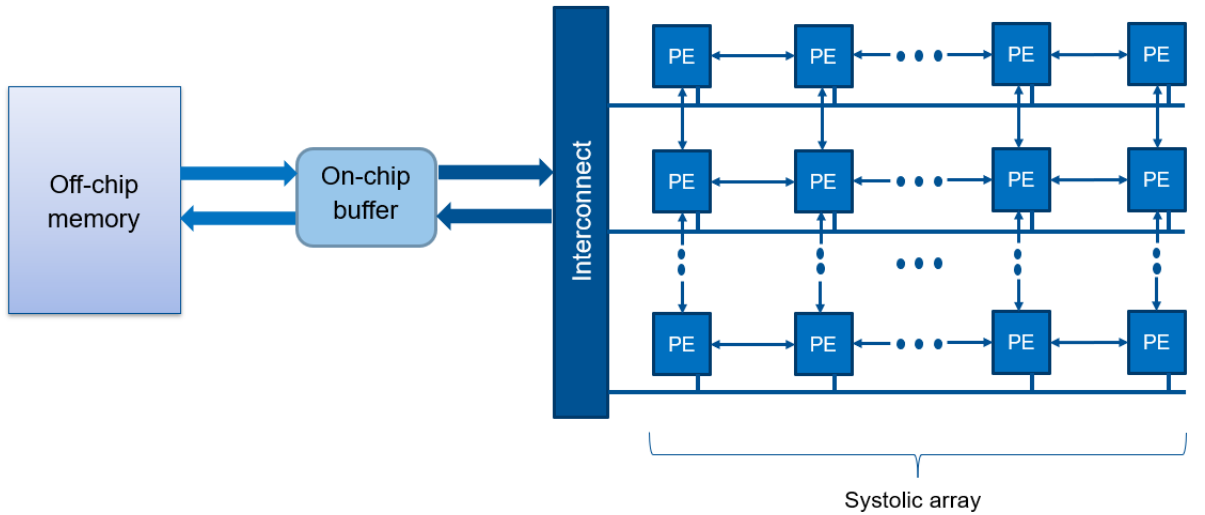 Off-chip
memory
On-chip
buffer
Interconnect
PE PE PE PE
PE PE PE PE
PE PE PE PE
Systolic array